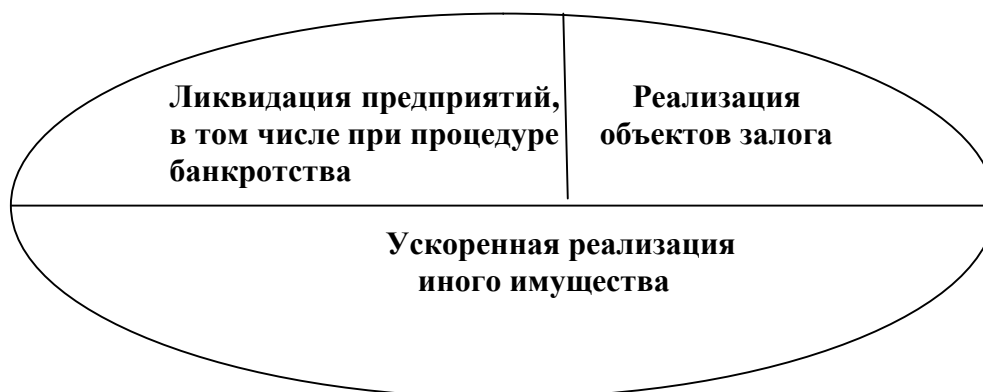 Ликвидация предприятий,
в том числе при процедуре
банкротства
Реализация
объектов залога
Ускоренная реализация
иного имущества